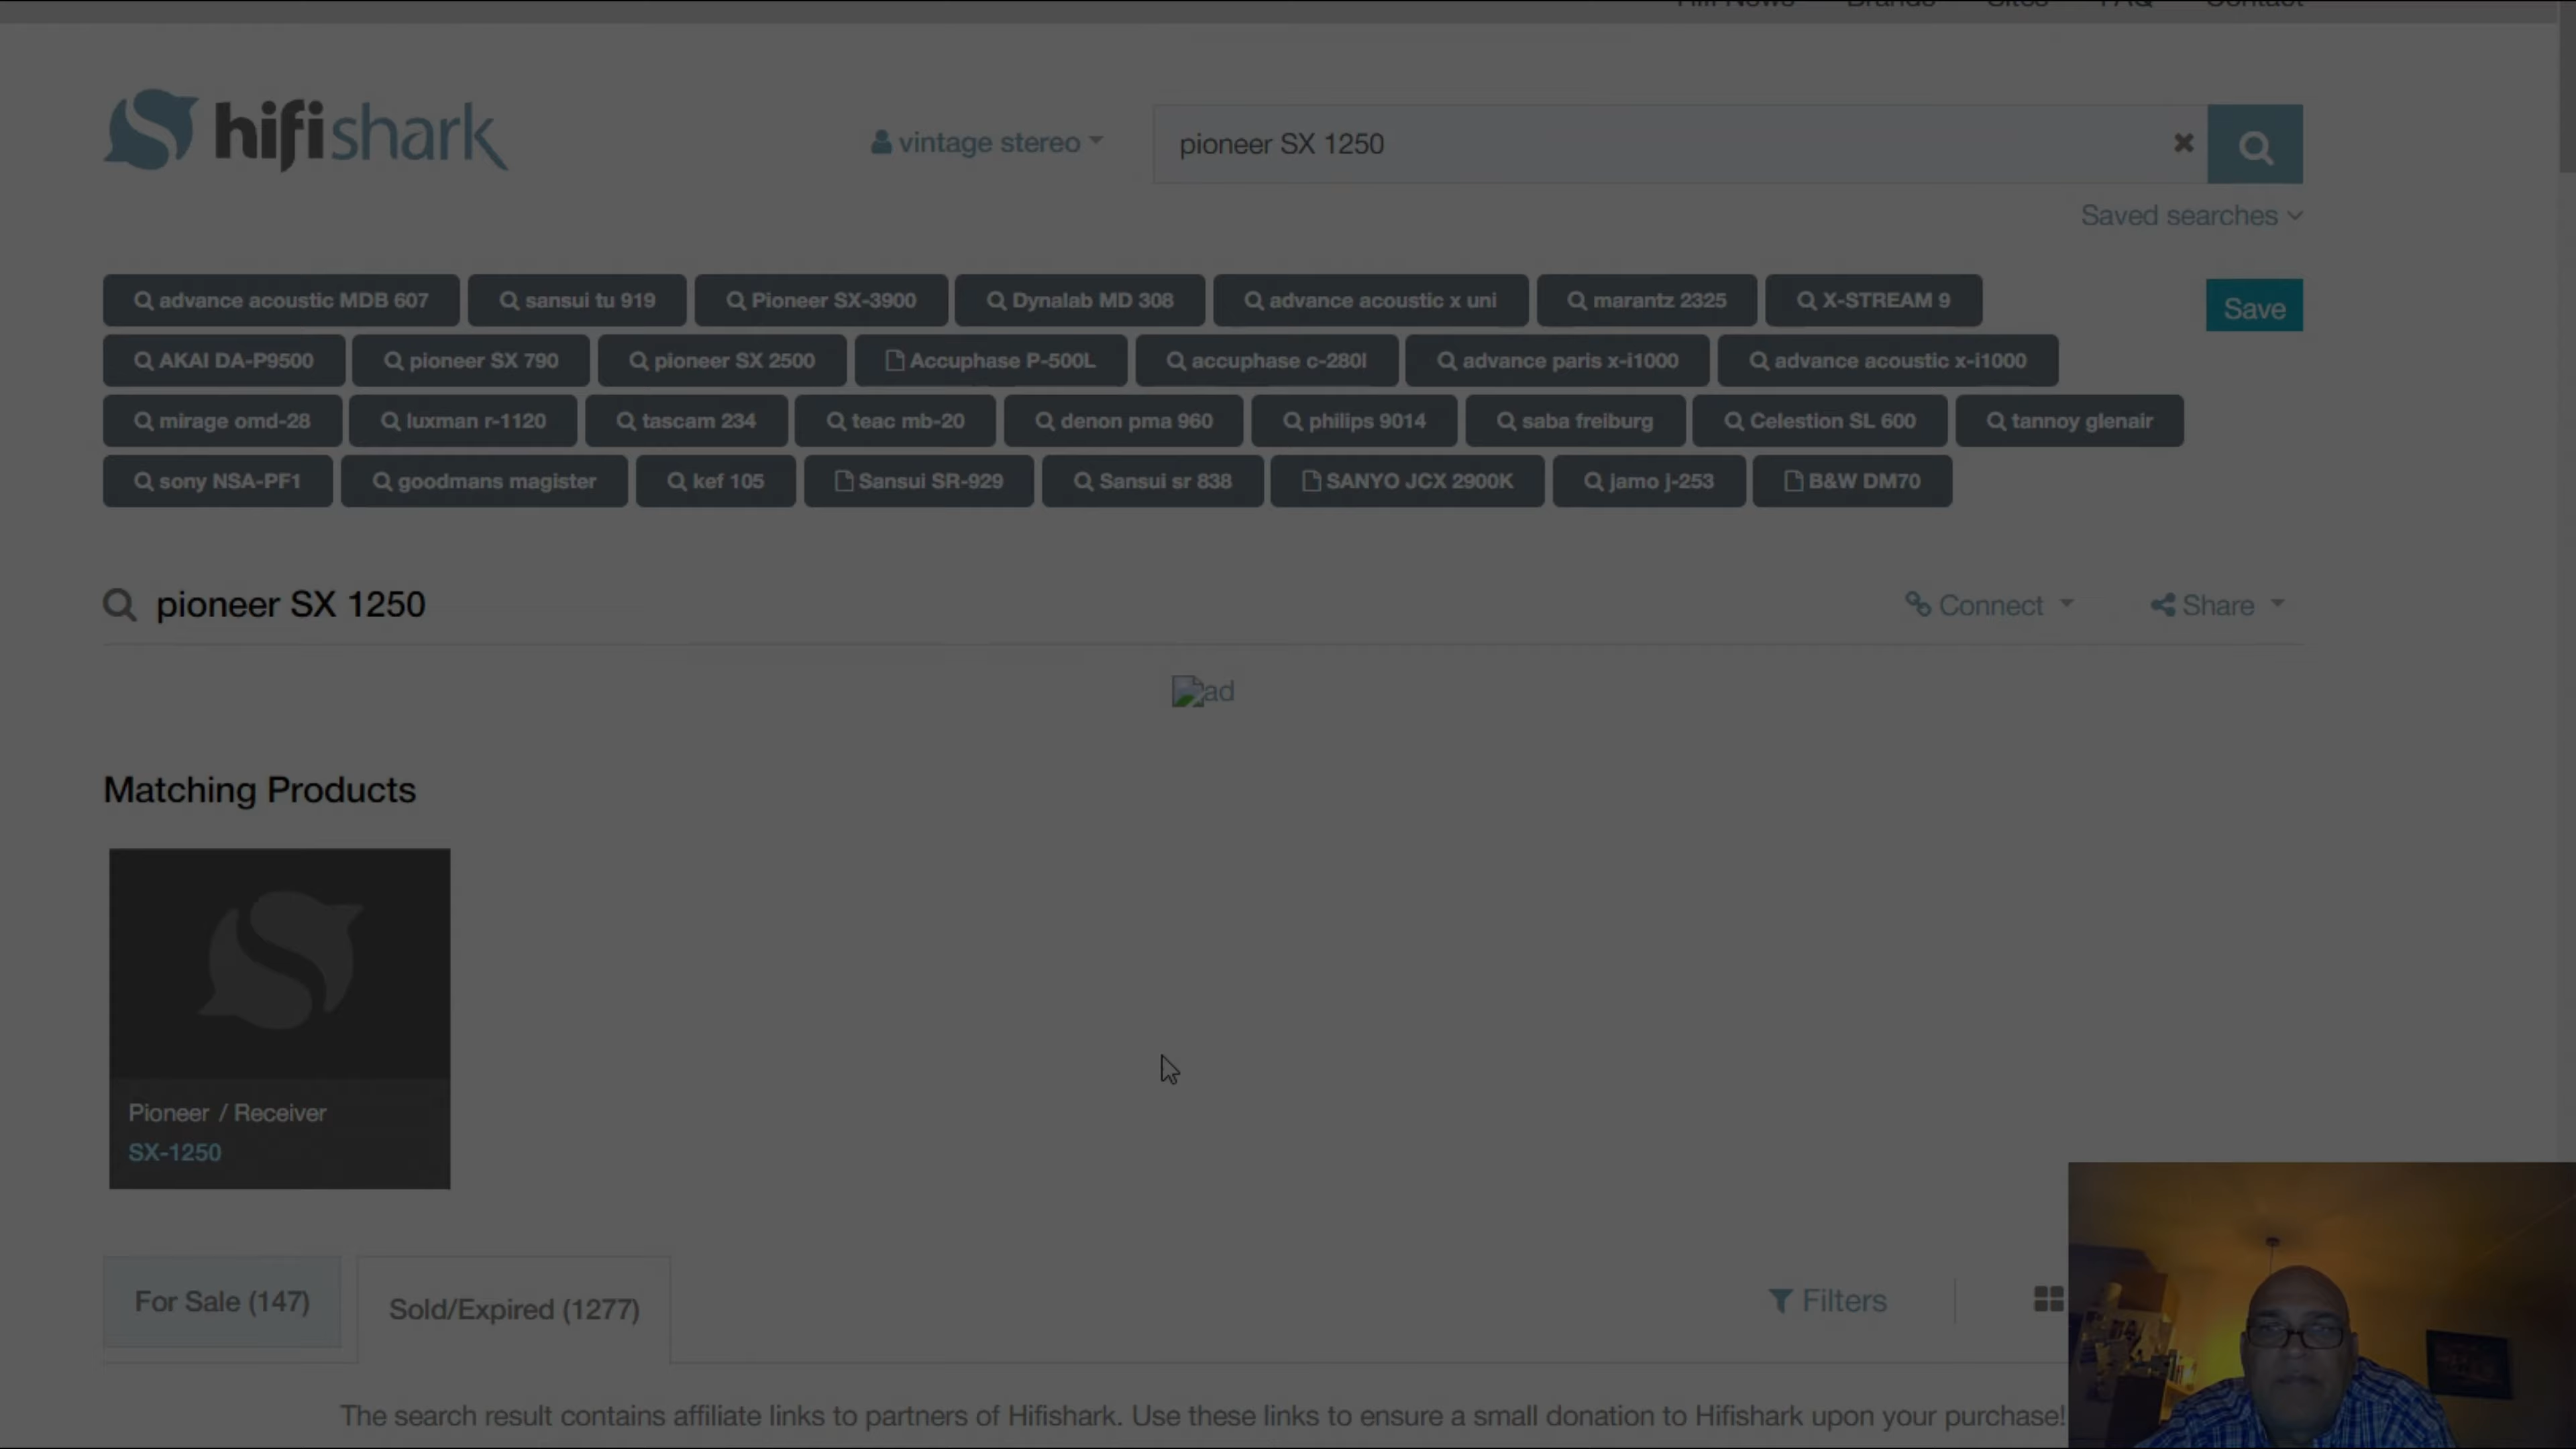 Hifi News Brands Sites FAQ Contact
hifishark
vintage stereo
pioneer SX 1250
Saved searches
advance acoustic MDB 607 sansui tu 919 Pioneer SX-3900 Dynalab MD 308 advance acoustic x uni marantz 2325 X-STREAM 9
Save
AKAI DA-P9500 pioneer SX 790 pioneer SX 2500 Accuphase P-500L accuphase c-280l advance paris x-i1000 advance acoustic x-i1000
mirage omd-28 luxman r-1120 tascam 234 teac mb-20 denon pma 960 philips 9014 saba freiburg Celestion SL 600 tannoy glenair
sony NSA-PF1 goodmans magister kef 105 Sansui SR-929 Sansui sr 838 SANYO JCX 2900K jamo j-253 B&W DM70
pioneer SX 1250
Connect Share
ad
Matching Products
Pioneer / Receiver
SX-1250
For Sale (147) Sold/Expired (1277) Filters
The search result contains affiliate links to partners of Hifishark. Use these links to ensure a small donation to Hifishark upon your purchase!